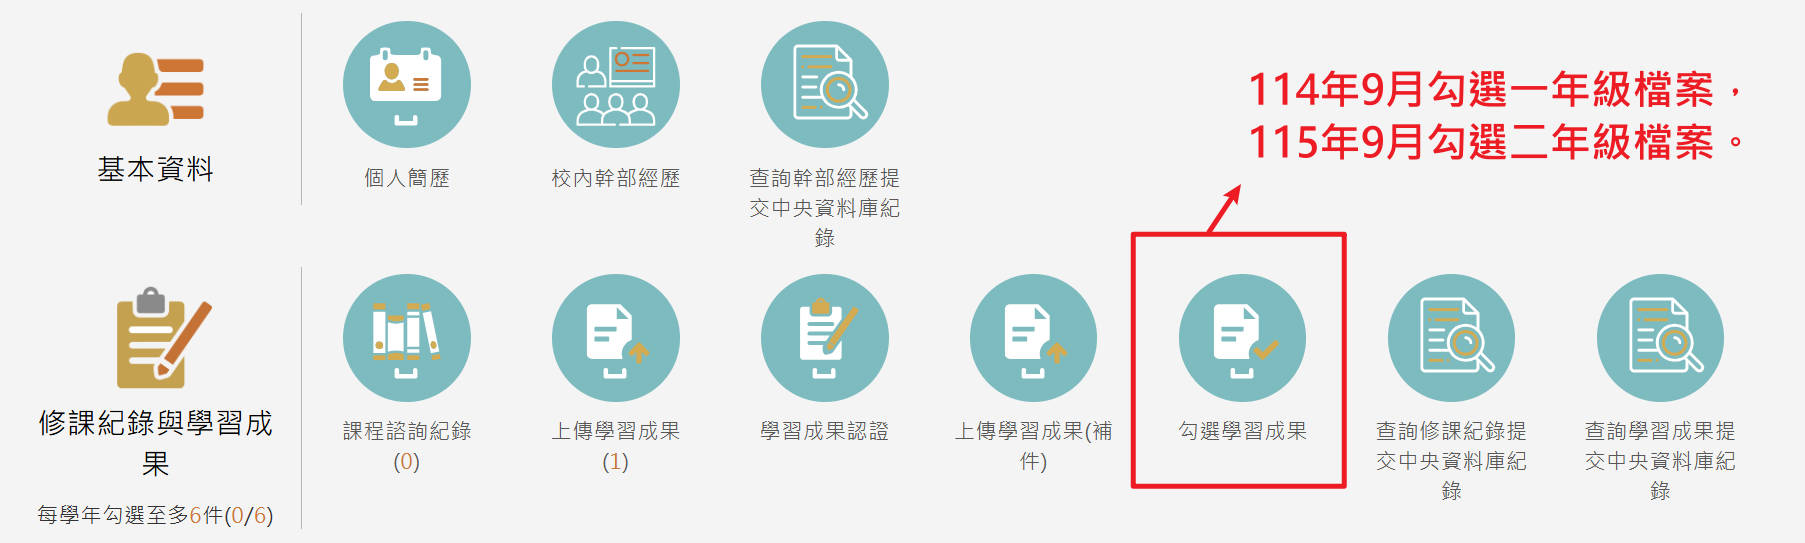 114年9月勾選一年級檔案，
115年9月勾選二年級檔案。
基本資料
個人簡歷
校內幹部經歷
查詢幹部經歷提
交中央資料庫紀
錄
修課紀錄與學習成
果
每學年勾選至多6件(0/6)
課程諮詢紀錄
(0)
上傳學習成果
(1)
學習成果認證
上傳學習成果(補
件)
勾選學習成果
查詢修課紀錄提
交中央資料庫紀
錄
查詢學習成果提
交中央資料庫紀
錄